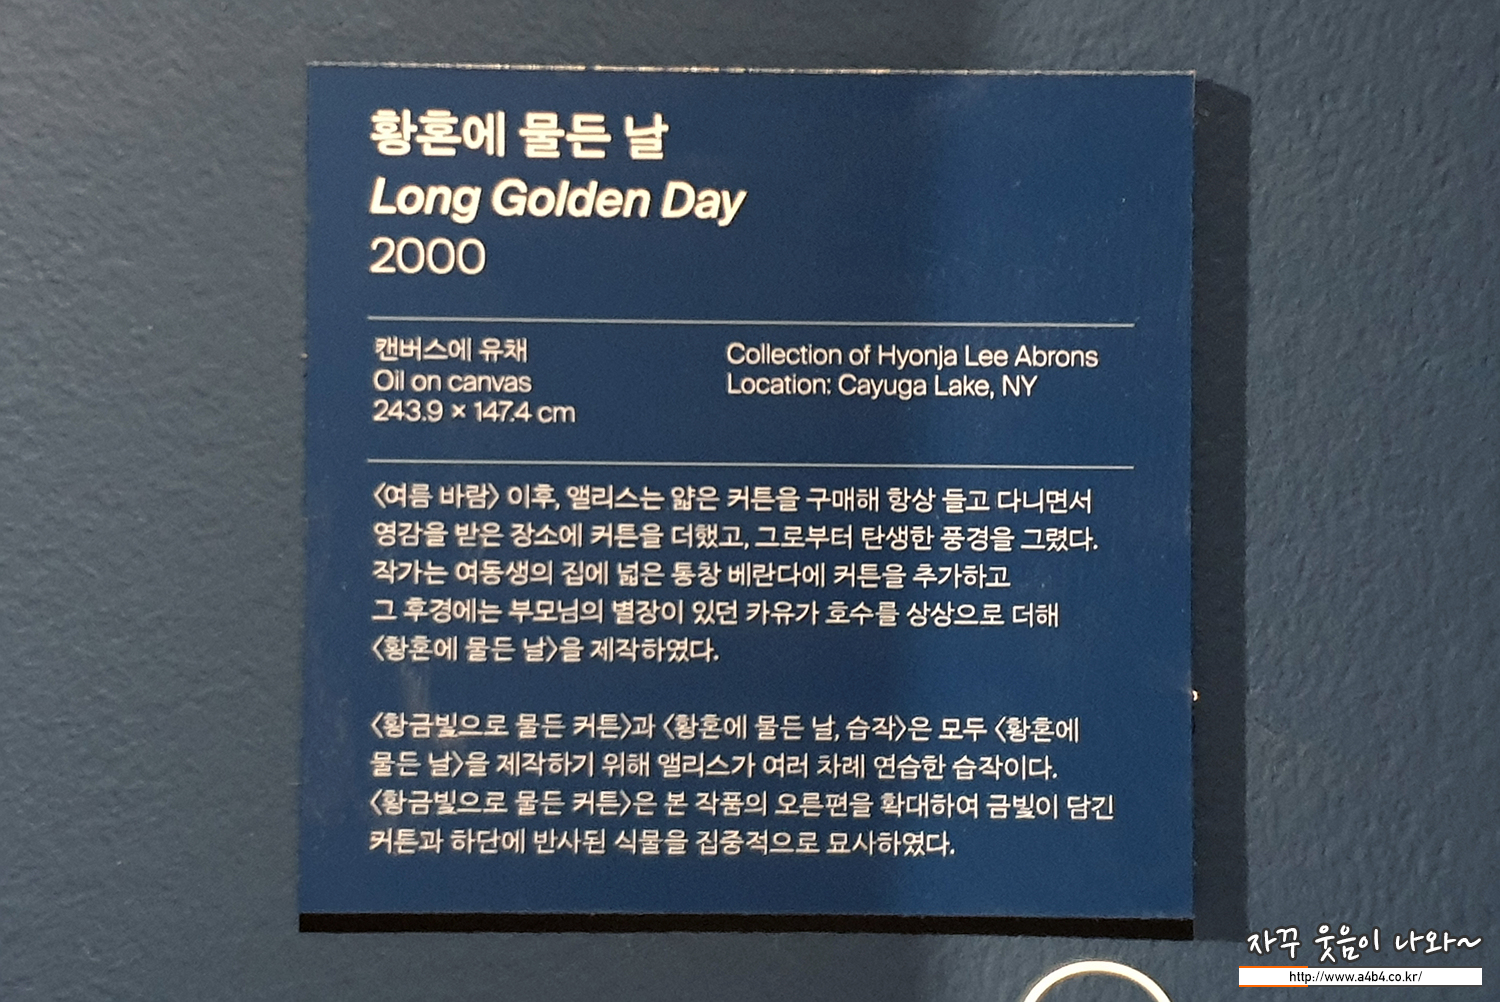 황혼에 물든 날
Long Golden Day
2000
캔버스에 유채
Oil on canvas
243.9 × 147.4 cm
Collection of Hyonja Lee Abrons
Location: Cayuga Lake, NY
〈여름 바람〉 이후, 앨리스는 얇은 커튼을 구매해 항상 들고 다니면서
영감을 받은 장소에 커튼을 더했고, 그로부터 탄생한 풍경을 그렸다.
작가는 여동생의 집에 넓은 통창 베란다에 커튼을 추가하고
그 후경에는 부모님의 별장이 있던 카유가 호수를 상상으로 더해
〈황혼에 물든 날〉을 제작하였다.
〈황금빛으로 물든 커튼〉과 〈황혼에 물든 날, 습작〉은 모두 〈황혼에
물든 날〉을 제작하기 위해 앨리스가 여러 차례 연습한 습작이다.
〈황금빛으로 물든 커튼〉은 본 작품의 오른편을 확대하여 금빛이 담긴
커튼과 하단에 반사된 식물을 집중적으로 묘사하였다.
자꾸 웃음이 나와~
http://www.a4b4.co.kr/